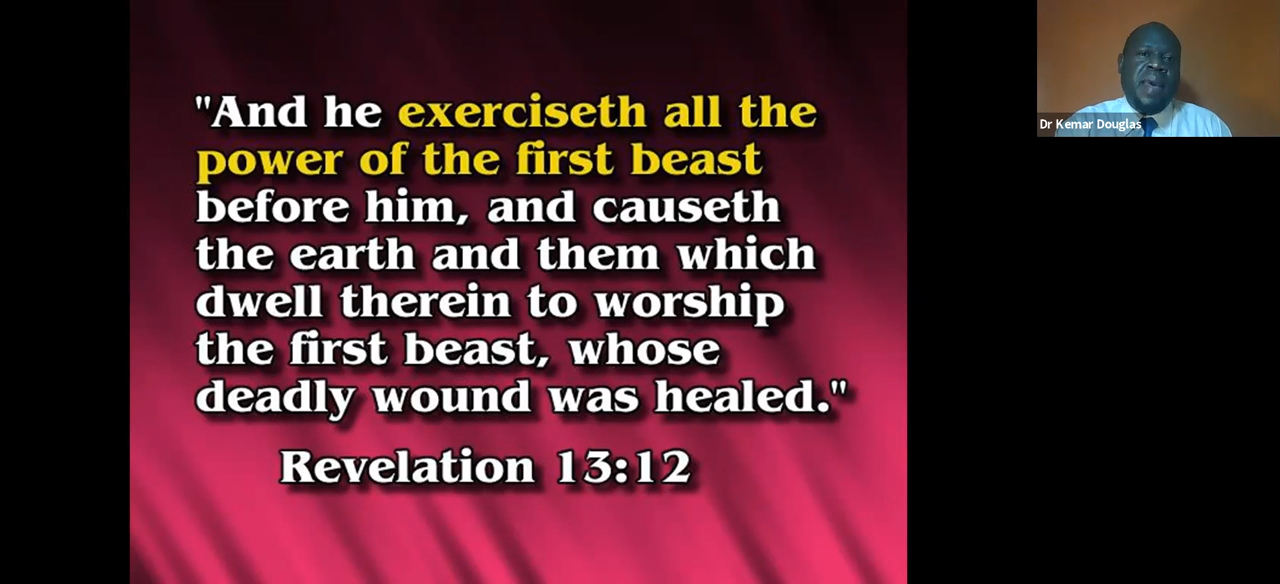 "And he exerciseth all the
power of the first beast
before him, and causeth
the earth and them which
dwell therein to worship
the first beast, whose
deadly wound was healed."
Revelation 13:12
Dr Kemar Douglas